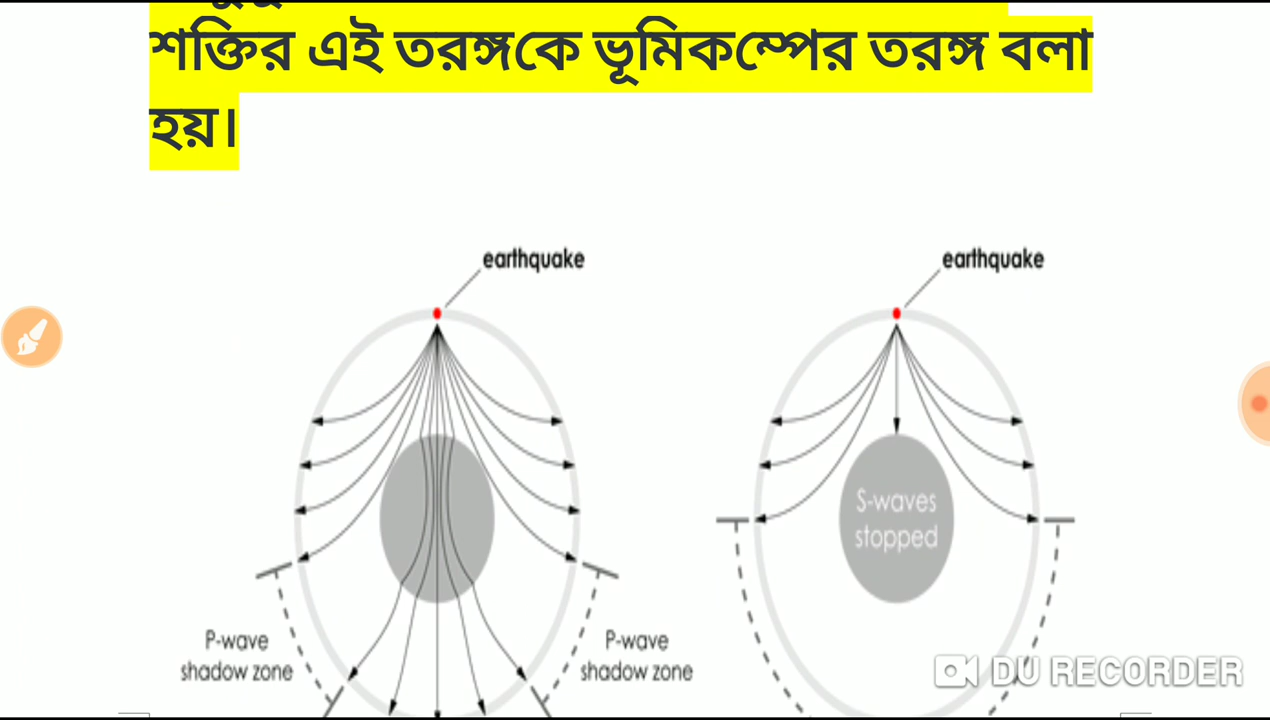 শক্তির এই তরঙ্গকে ভূমিকম্পের তরঙ্গ বলা
হয়।
earthquake
earthquake
S-waves
stopped
P-wave
shadow zone
P-wave
shadow zone
DU RECORDER